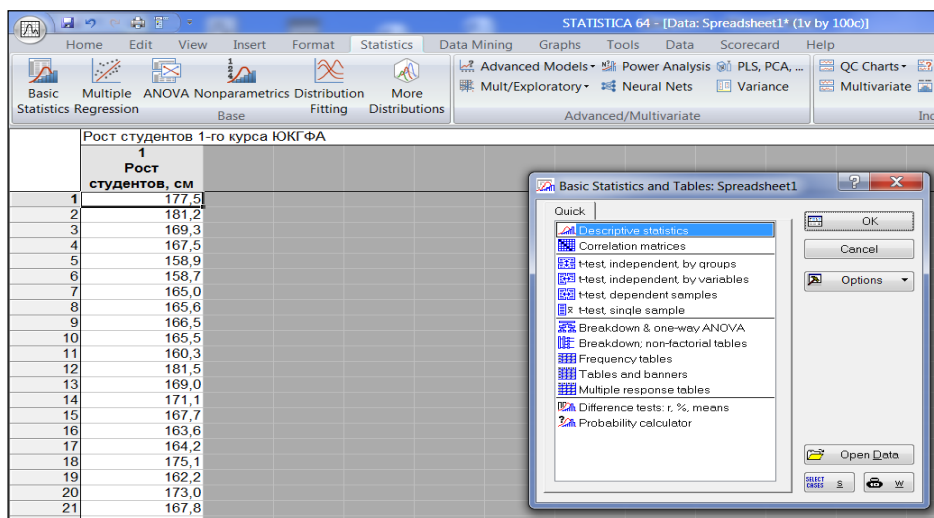 STATISTICA 64 - [Data: Spreadsheet1* (1v by 100c)]
Home Edit View Insert Format Statistics Data Mining Graphs Tools Data Scorecard Help
Basic Statistics
Multiple Regression
ANOVA
Nonparametrics
Distribution Fitting
More Distributions
Base
Advanced Models
Mult/Exploratory
Power Analysis
Neural Nets
PLS, PCA, ...
Variance
Advanced/Multivariate
QC Charts
Multivariate
Рост студентов 1-го курса ЮКГФА
1
Рост
студентов, см
1 177,5
2 181,2
3 169,3
4 167,5
5 158,9
6 158,7
7 165,0
8 165,6
9 166,5
10 165,5
11 160,3
12 181,5
13 169,0
14 171,1
15 167,7
16 163,6
17 164,2
18 175,1
19 162,2
20 173,0
21 167,8
Basic Statistics and Tables: Spreadsheet1
Quick
Descriptive statistics
Correlation matrices
t-test, independent, by groups
t-test, independent, by variables
t-test, dependent samples
t-test, single sample
Breakdown & one-way ANOVA
Breakdown; non-factorial tables
Frequency tables
Tables and banners
Multiple response tables
Difference tests: r, %, means
Probability calculator
OK
Cancel
Options
Open Data
SELECT CASES S
W